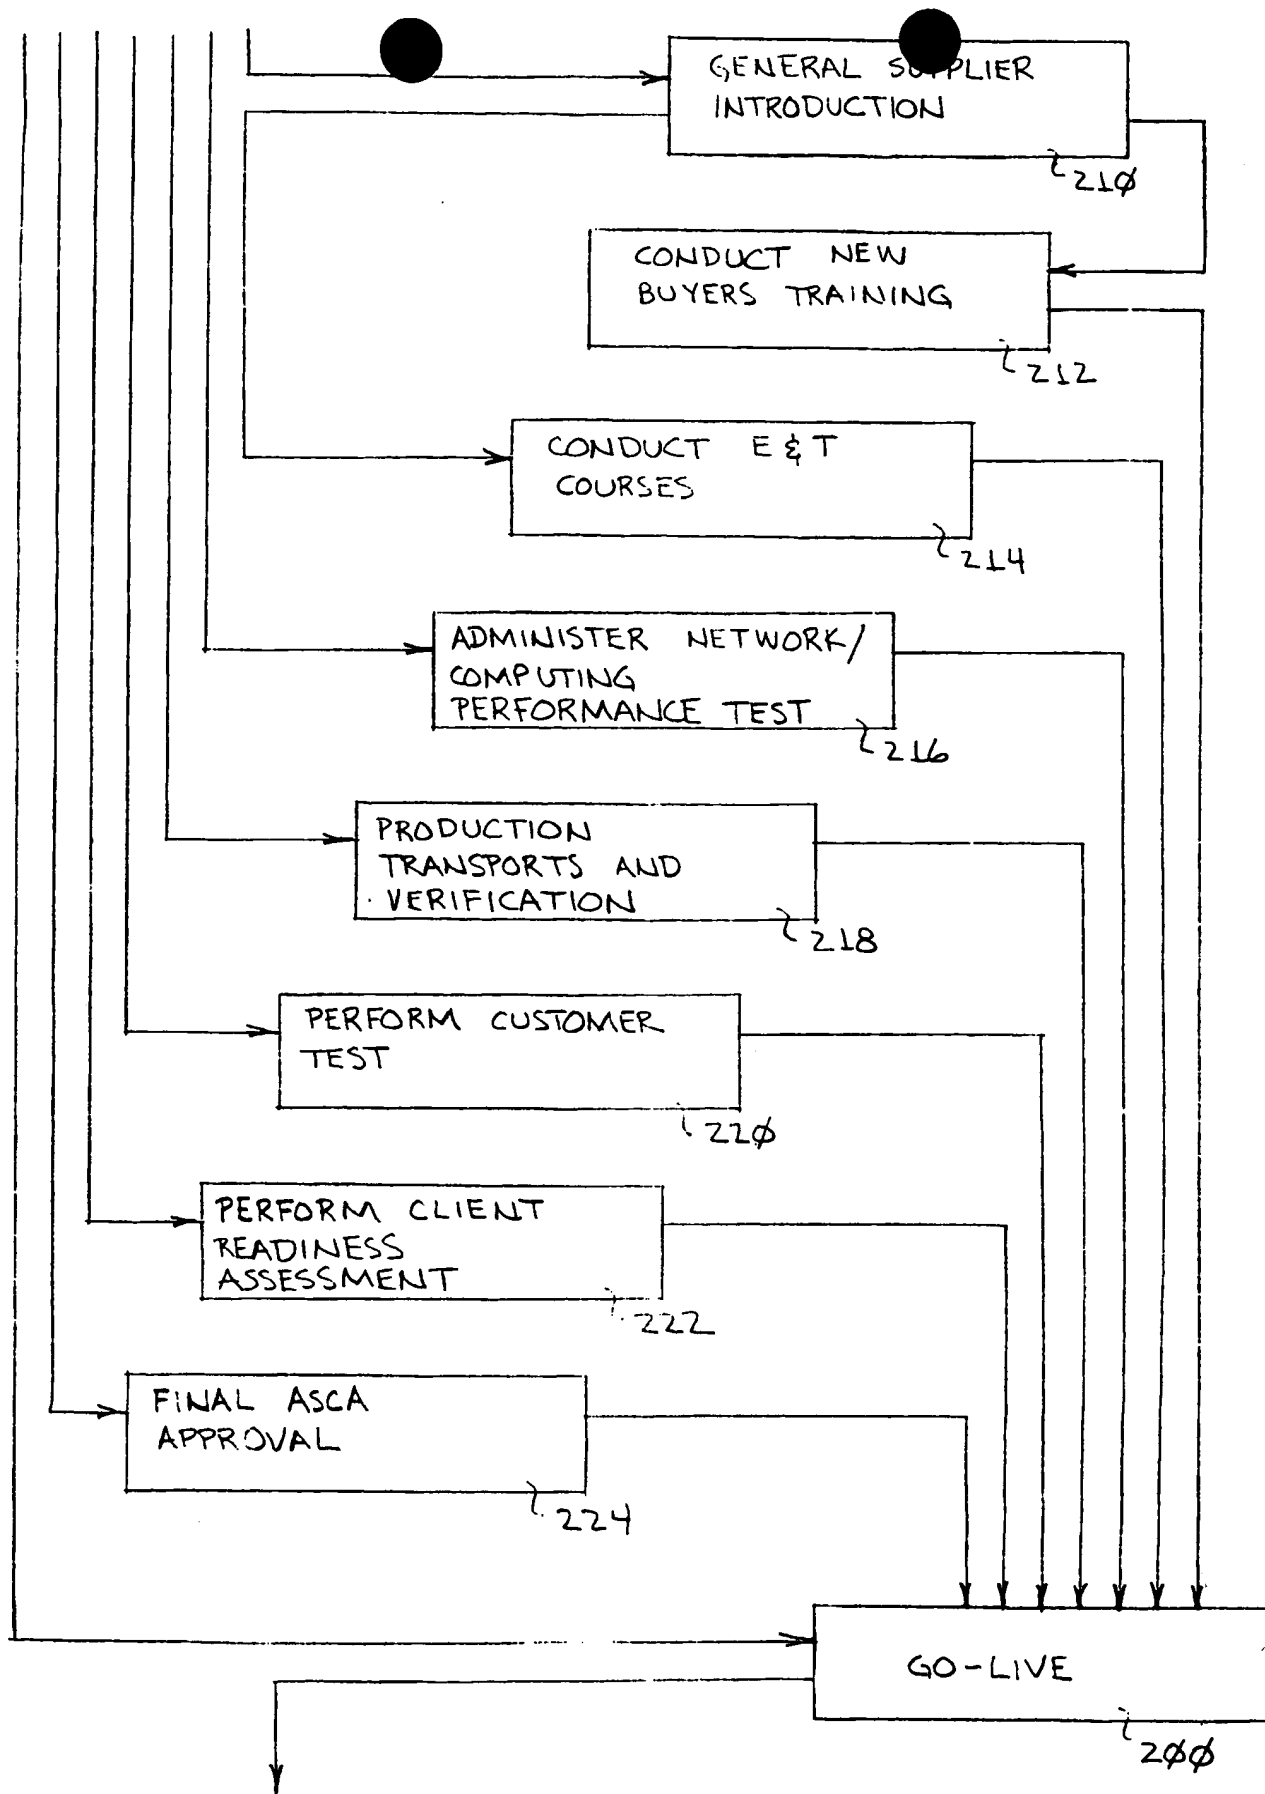 GENERAL SUPPLIER
INTRODUCTION
210
CONDUCT NEW
BUYERS TRAINING
212
CONDUCT E & T
COURSES
214
ADMINISTER NETWORK/
COMPUTING
PERFORMANCE TEST
216
PRODUCTION
TRANSPORTS AND
VERIFICATION
218
PERFORM CUSTOMER
TEST
220
PERFORM CLIENT
READINESS
ASSESSMENT
222
FINAL ASCA
APPROVAL
224
GO-LIVE
200